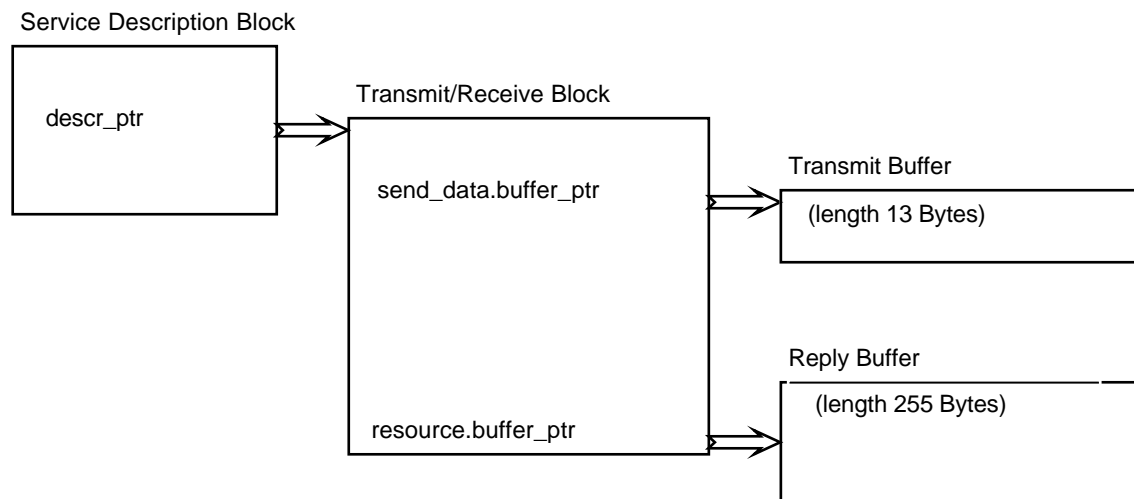 Service Description Block
descr_ptr
Transmit/Receive Block
send_data.buffer_ptr
resource.buffer_ptr
Transmit Buffer
(length 13 Bytes)
Reply Buffer
(length 255 Bytes)